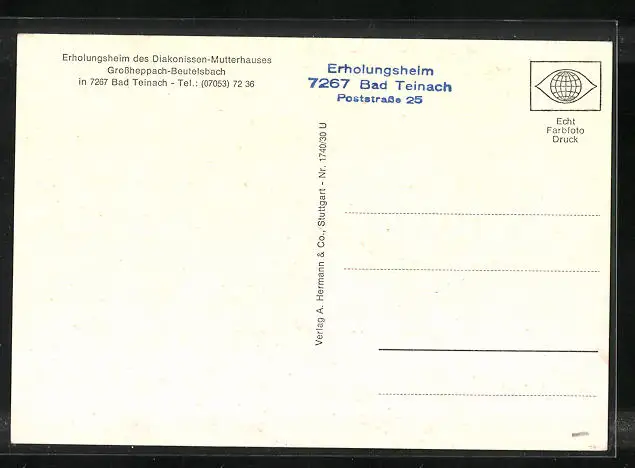 Erholungsheim des Diakonissen-Mutterhauses
Großheppach-Beutelsbach
in 7267 Bad Teinach - Tel.: (07053) 72 36
Erholungsheim
7267 Bad Teinach
Poststraße 25
Echt
Farbfoto
Druck
Verlag A. Hermann & Co., Stuttgart - Nr. 1740/30 U